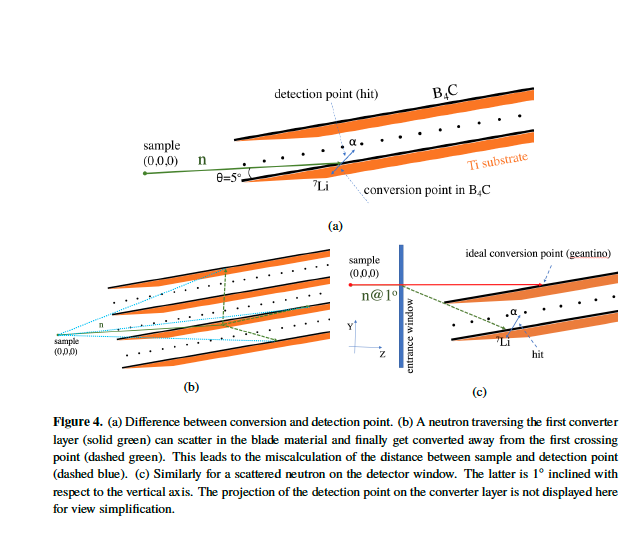 detection point (hit)
B₄C
sample
(0,0,0)
n
α
θ=5°
Ti substrate
⁷Li
conversion point in B₄C
(a)
sample
(0,0,0)
n
(b)
sample
(0,0,0)
ideal conversion point (geantino)
n@1°
entrance window
Y
Z
α
⁷Li
hit
(c)
Figure 4. (a) Difference between conversion and detection point. (b) A neutron traversing the first converter
layer (solid green) can scatter in the blade material and finally get converted away from the first crossing
point (dashed green). This leads to the miscalculation of the distance between sample and detection point
(dashed blue). (c) Similarly for a scattered neutron on the detector window. The latter is 1° inclined with
respect to the vertical axis. The projection of the detection point on the converter layer is not displayed here
for view simplification.